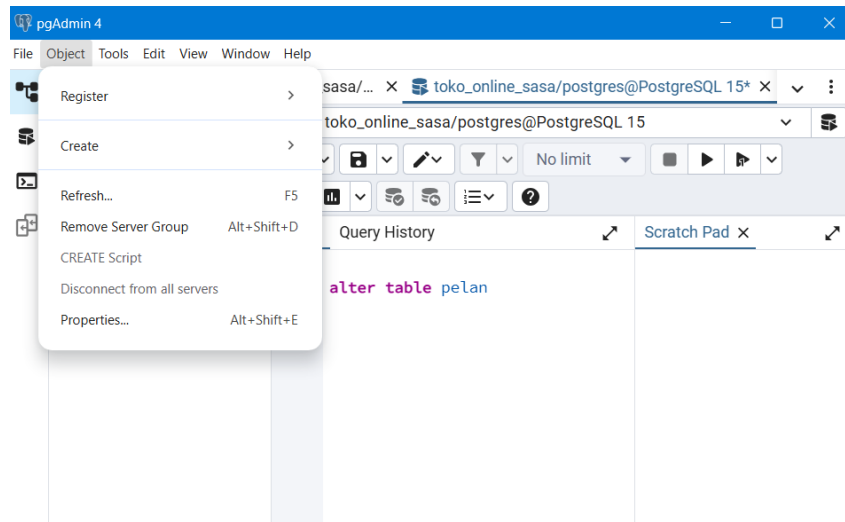 pgAdmin 4
File Object Tools Edit View Window Help
sasa/... toko_online_sasa/postgres@PostgreSQL 15*
toko_online_sasa/postgres@PostgreSQL 15
No limit
Register
Create
Refresh... F5
Remove Server Group Alt+Shift+D
CREATE Script
Disconnect from all servers
Properties... Alt+Shift+E
Query History
Scratch Pad
alter table pelan